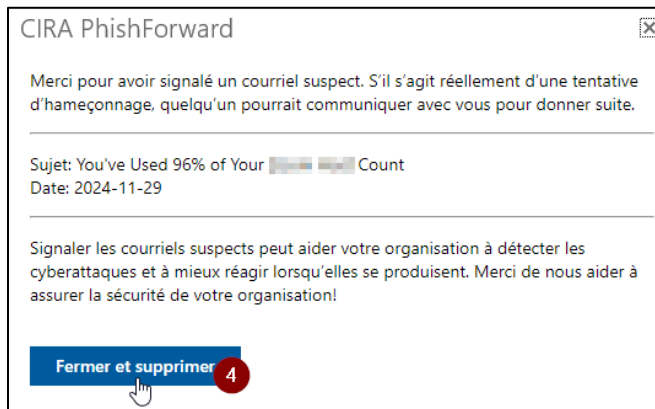 CIRA PhishForward
Merci pour avoir signalé un courriel suspect. S'il s'agit réellement d'une tentative
d'hameçonnage, quelqu'un pourrait communiquer avec vous pour donner suite.
Sujet: You've Used 96% of Your Count
Date: 2024-11-29
Signaler les courriels suspects peut aider votre organisation à détecter les
cyberattaques et à mieux réagir lorsqu'elles se produisent. Merci de nous aider à
assurer la sécurité de votre organisation!
Fermer et supprimer
4